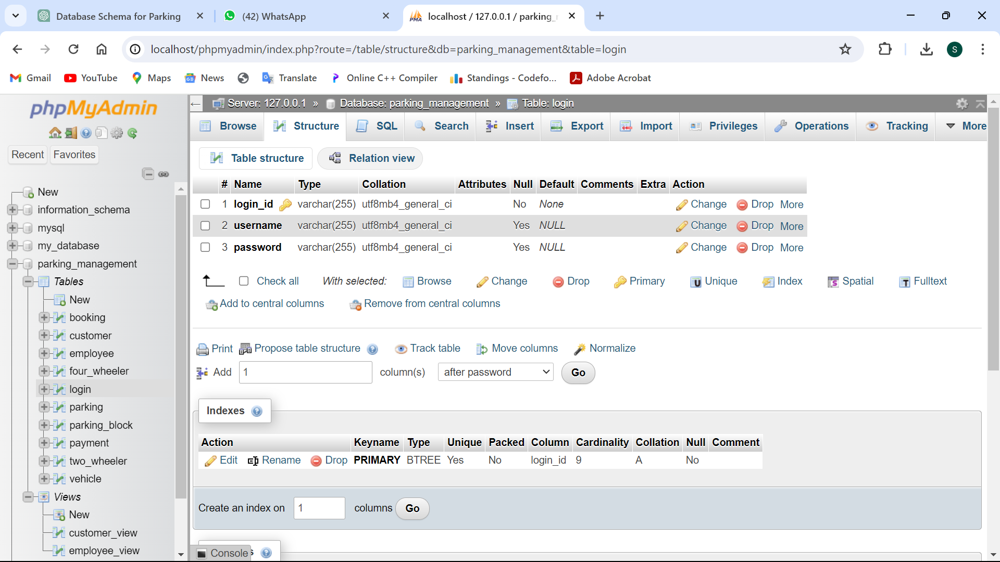 Database Schema for Parking
(42) WhatsApp
localhost / 127.0.0.1 / parking_
localhost/phpmyadmin/index.php?route=/table/structure&db=parking_management&table=login
S
Gmail YouTube Maps News Translate Online C++ Compiler Standings - Codefo... Adobe Acrobat
phpMyAdmin
Recent Favorites
New
information_schema
mysql
my_database
parking_management
Tables
New
booking
customer
employee
four_wheeler
login
parking
parking_block
payment
two_wheeler
vehicle
Views
New
customer_view
employee_view
Server: 127.0.0.1 » Database: parking_management » Table: login
Browse Structure SQL Search Insert Export Import Privileges Operations Tracking More
Table structure Relation view
# Name Type Collation Attributes Null Default Comments Extra Action
1 login_id varchar(255) utf8mb4_general_ci No None Change Drop More
2 username varchar(255) utf8mb4_general_ci Yes NULL Change Drop More
3 password varchar(255) utf8mb4_general_ci Yes NULL Change Drop More
Check all With selected: Browse Change Drop Primary Unique Index Spatial Fulltext
Add to central columns Remove from central columns
Print Propose table structure Track table Move columns Normalize
Add 1 column(s) after password Go
Indexes
Action Keyname Type Unique Packed Column Cardinality Collation Null Comment
Edit Rename Drop PRIMARY BTREE Yes No login_id 9 A No
Create an index on 1 columns Go
Console